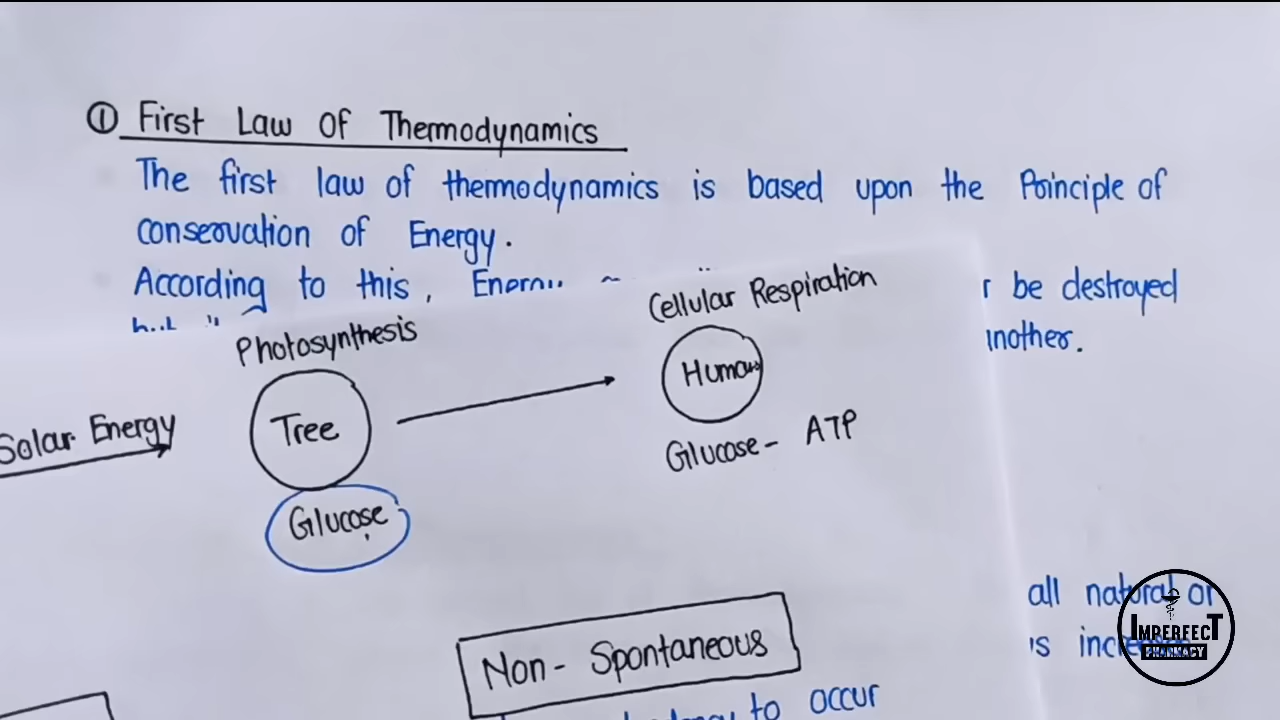 ① First Law Of Thermodynamics
The first law of thermodynamics is based upon the Principle of
conservation of Energy.
According to this, Energy be destroyed
another.
Photosynthesis
Cellular Respiration
Solar Energy
Tree
Human
Glucose
Glucose - ATP
all natural or
is
Non - Spontaneous
to occur
IMPERFECT
PHARMACY